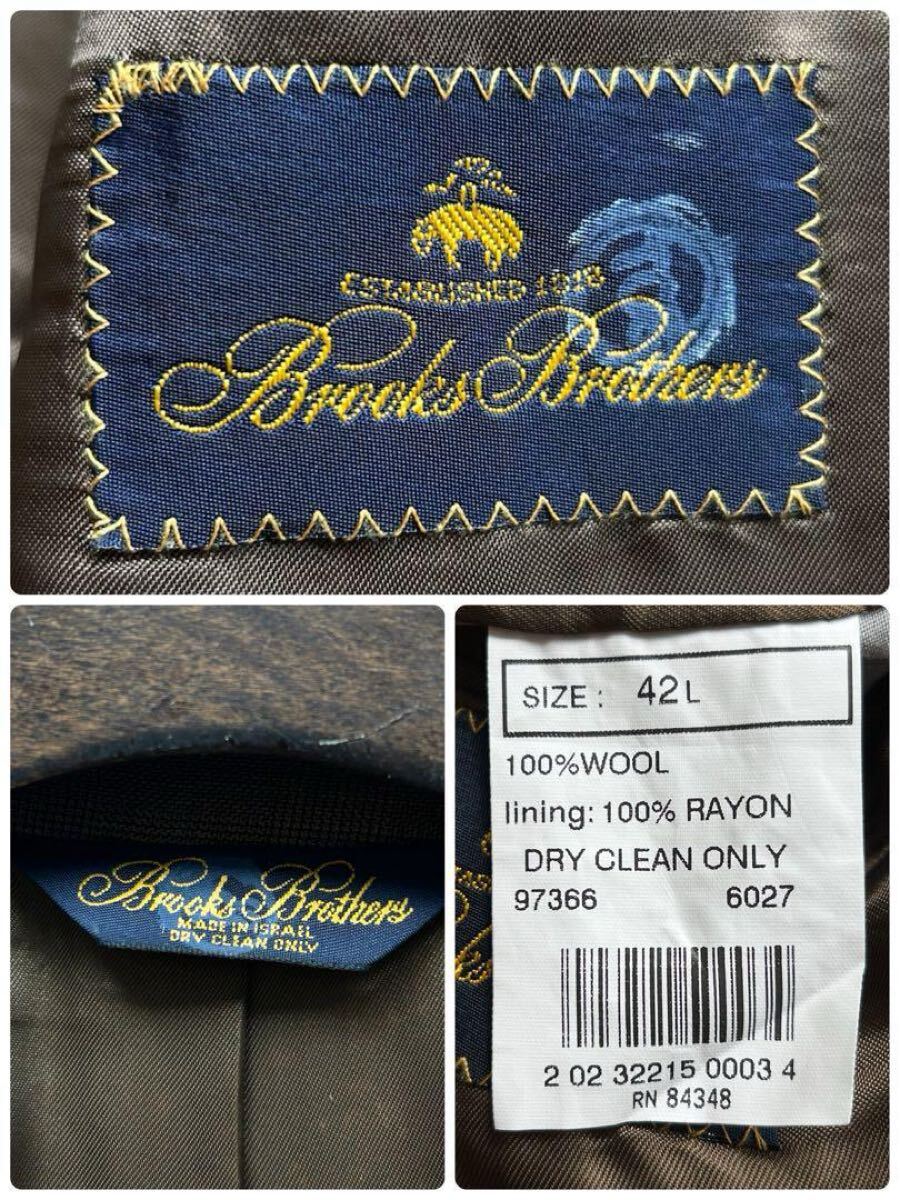 ESTABLISHED 1818
Brooks Brothers
Brooks Brothers
MADE IN ISRAEL
DRY CLEAN ONLY
SIZE: 42L
100%WOOL
lining: 100% RAYON
DRY CLEAN ONLY
97366 6027
2 02 32215 0003 4
RN 84348